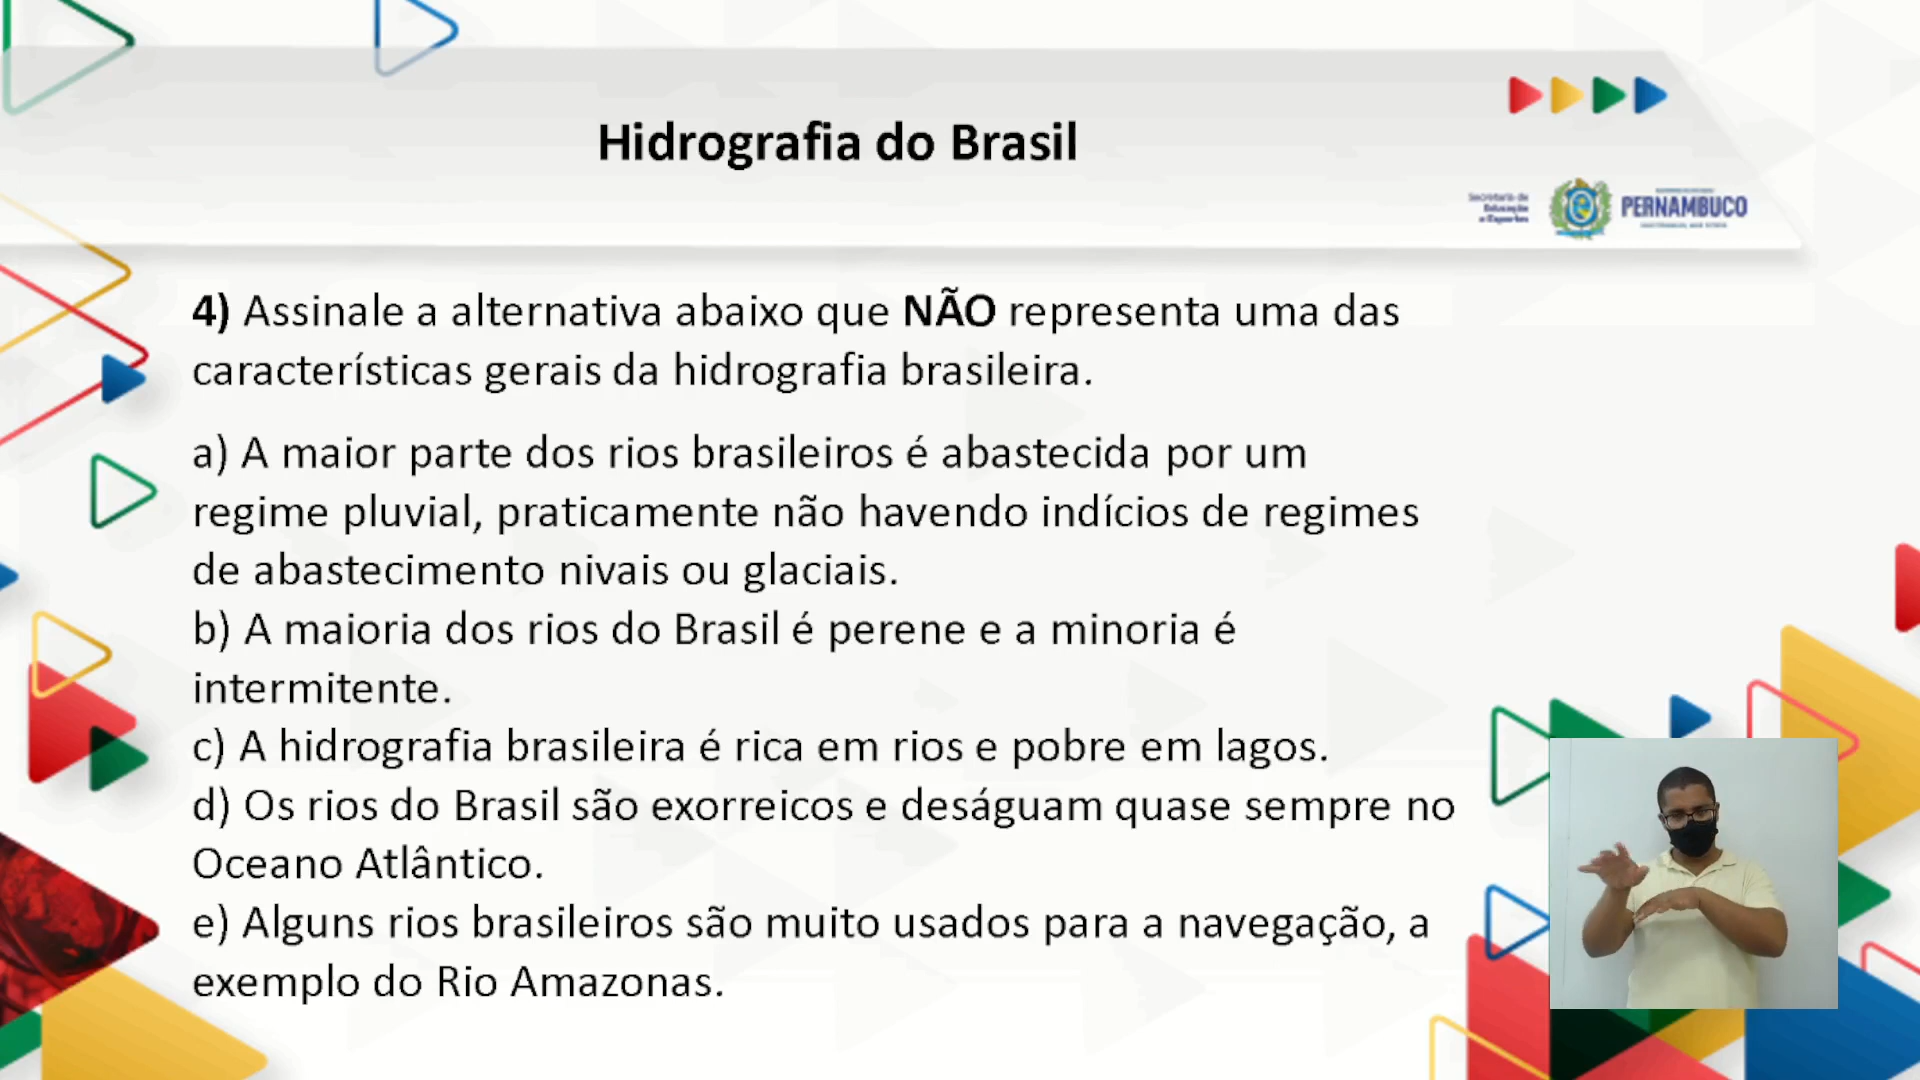 Hidrografia do Brasil
Secretaria de
Educação
e Esportes
PERNAMBUCO
4) Assinale a alternativa abaixo que NÃO representa uma das
características gerais da hidrografia brasileira.
a) A maior parte dos rios brasileiros é abastecida por um
regime pluvial, praticamente não havendo indícios de regimes
de abastecimento nivais ou glaciais.
b) A maioria dos rios do Brasil é perene e a minoria é
intermitente.
c) A hidrografia brasileira é rica em rios e pobre em lagos.
d) Os rios do Brasil são exorreicos e deságuam quase sempre no
Oceano Atlântico.
e) Alguns rios brasileiros são muito usados para a navegação, a
exemplo do Rio Amazonas.